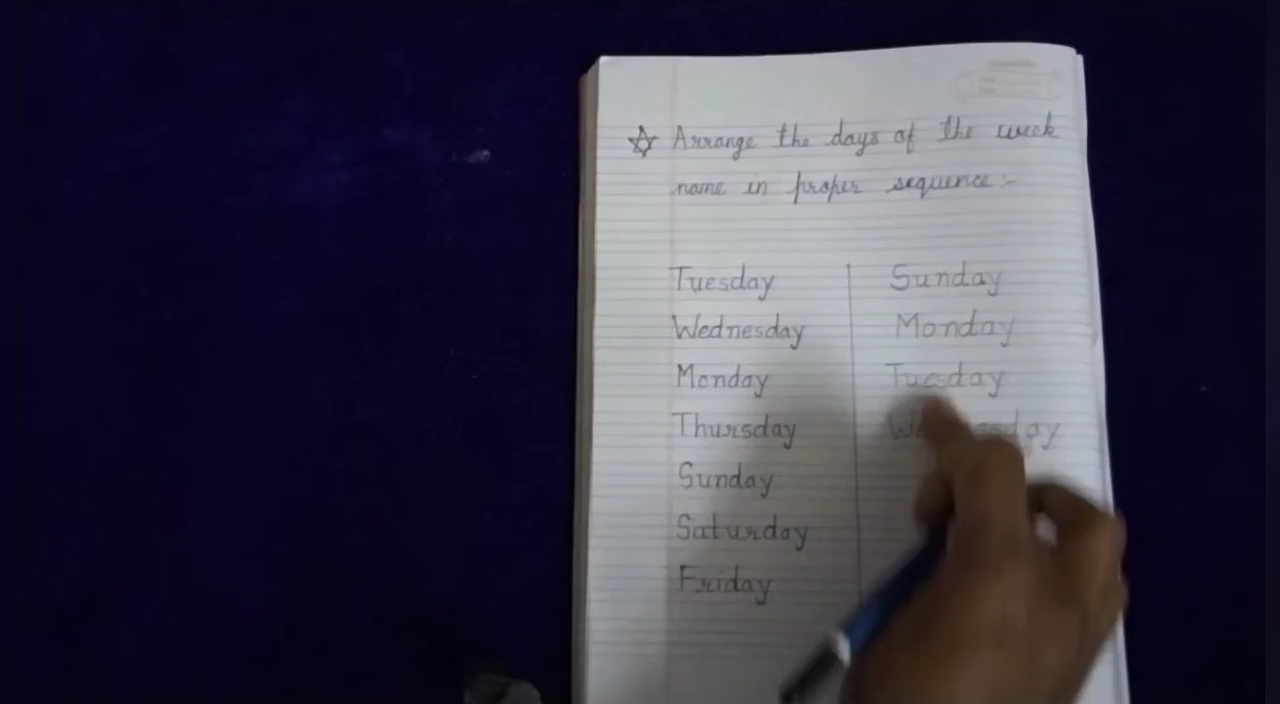 Arrange the days of the week
name in proper sequence :-
Tuesday
Wednesday
Monday
Thursday
Sunday
Saturday
Friday
Sunday
Monday
Tuesday